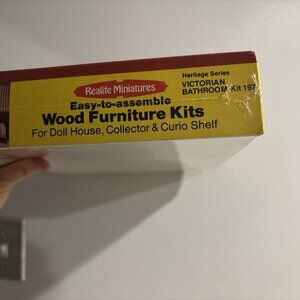 Realife Miniatures
Heritage Series
VICTORIAN
BATHROOM Kit 197
Easy-to-assemble
Wood Furniture Kits
For Doll House, Collector & Curio Shelf